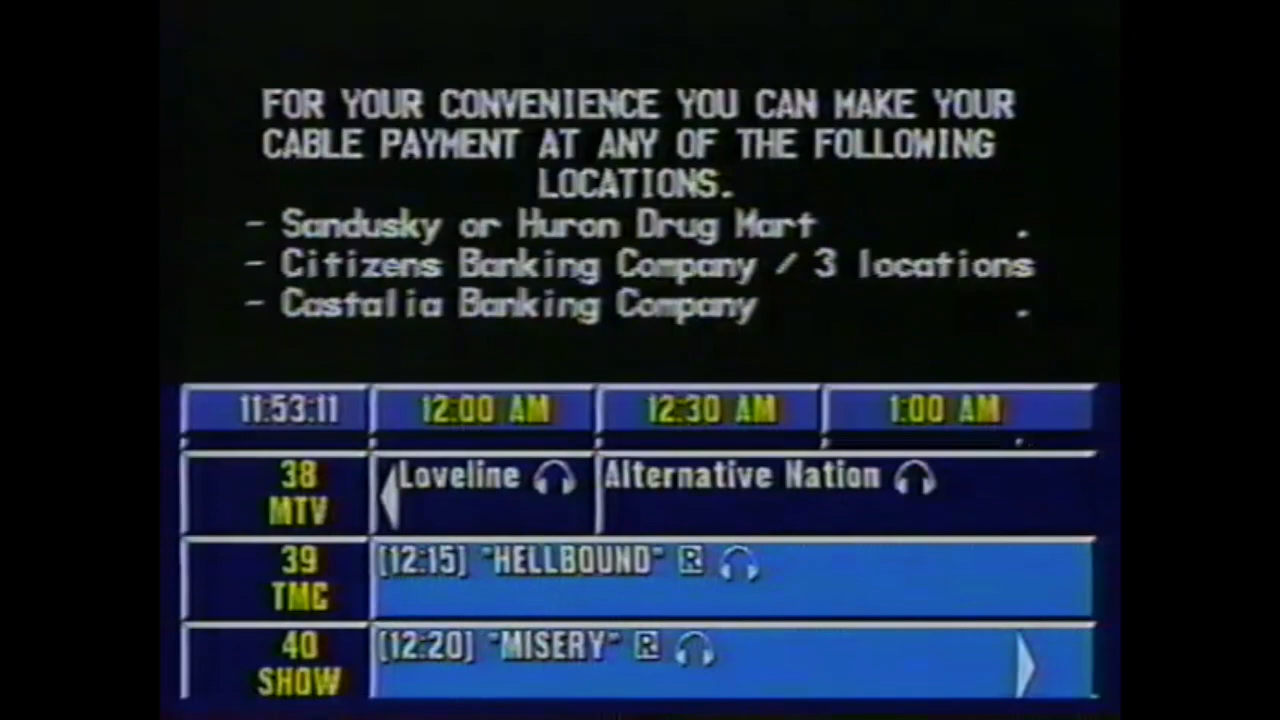 FOR YOUR CONVENIENCE YOU CAN MAKE YOUR
CABLE PAYMENT AT ANY OF THE FOLLOWING
LOCATIONS.
- Sandusky or Huron Drug Mart .
- Citizens Banking Company / 3 locations
- Castalia Banking Company .
11:53:11 12:00 AM 12:30 AM 1:00 AM
38 Loveline Alternative Nation
MTV
39 [12:15] "HELLBOUND" R
TMC
40 [12:20] "MISERY" R
SHOW